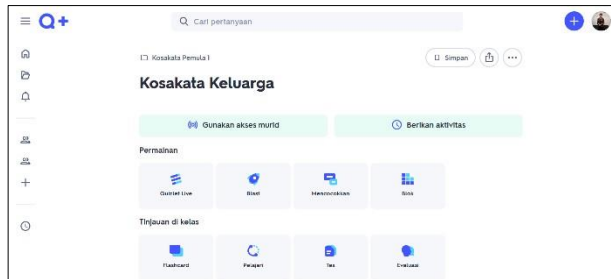 Q+
Cari pertanyaan
Kosakata Pemula 1
Simpan
Kosakata Keluarga
Gunakan akses murid
Berikan aktivitas
Permainan
Quizlet Live
Blast
Mencocokkan
Blok
Tinjauan di kelas
Flashcard
Pelajari
Tes
Evaluasi